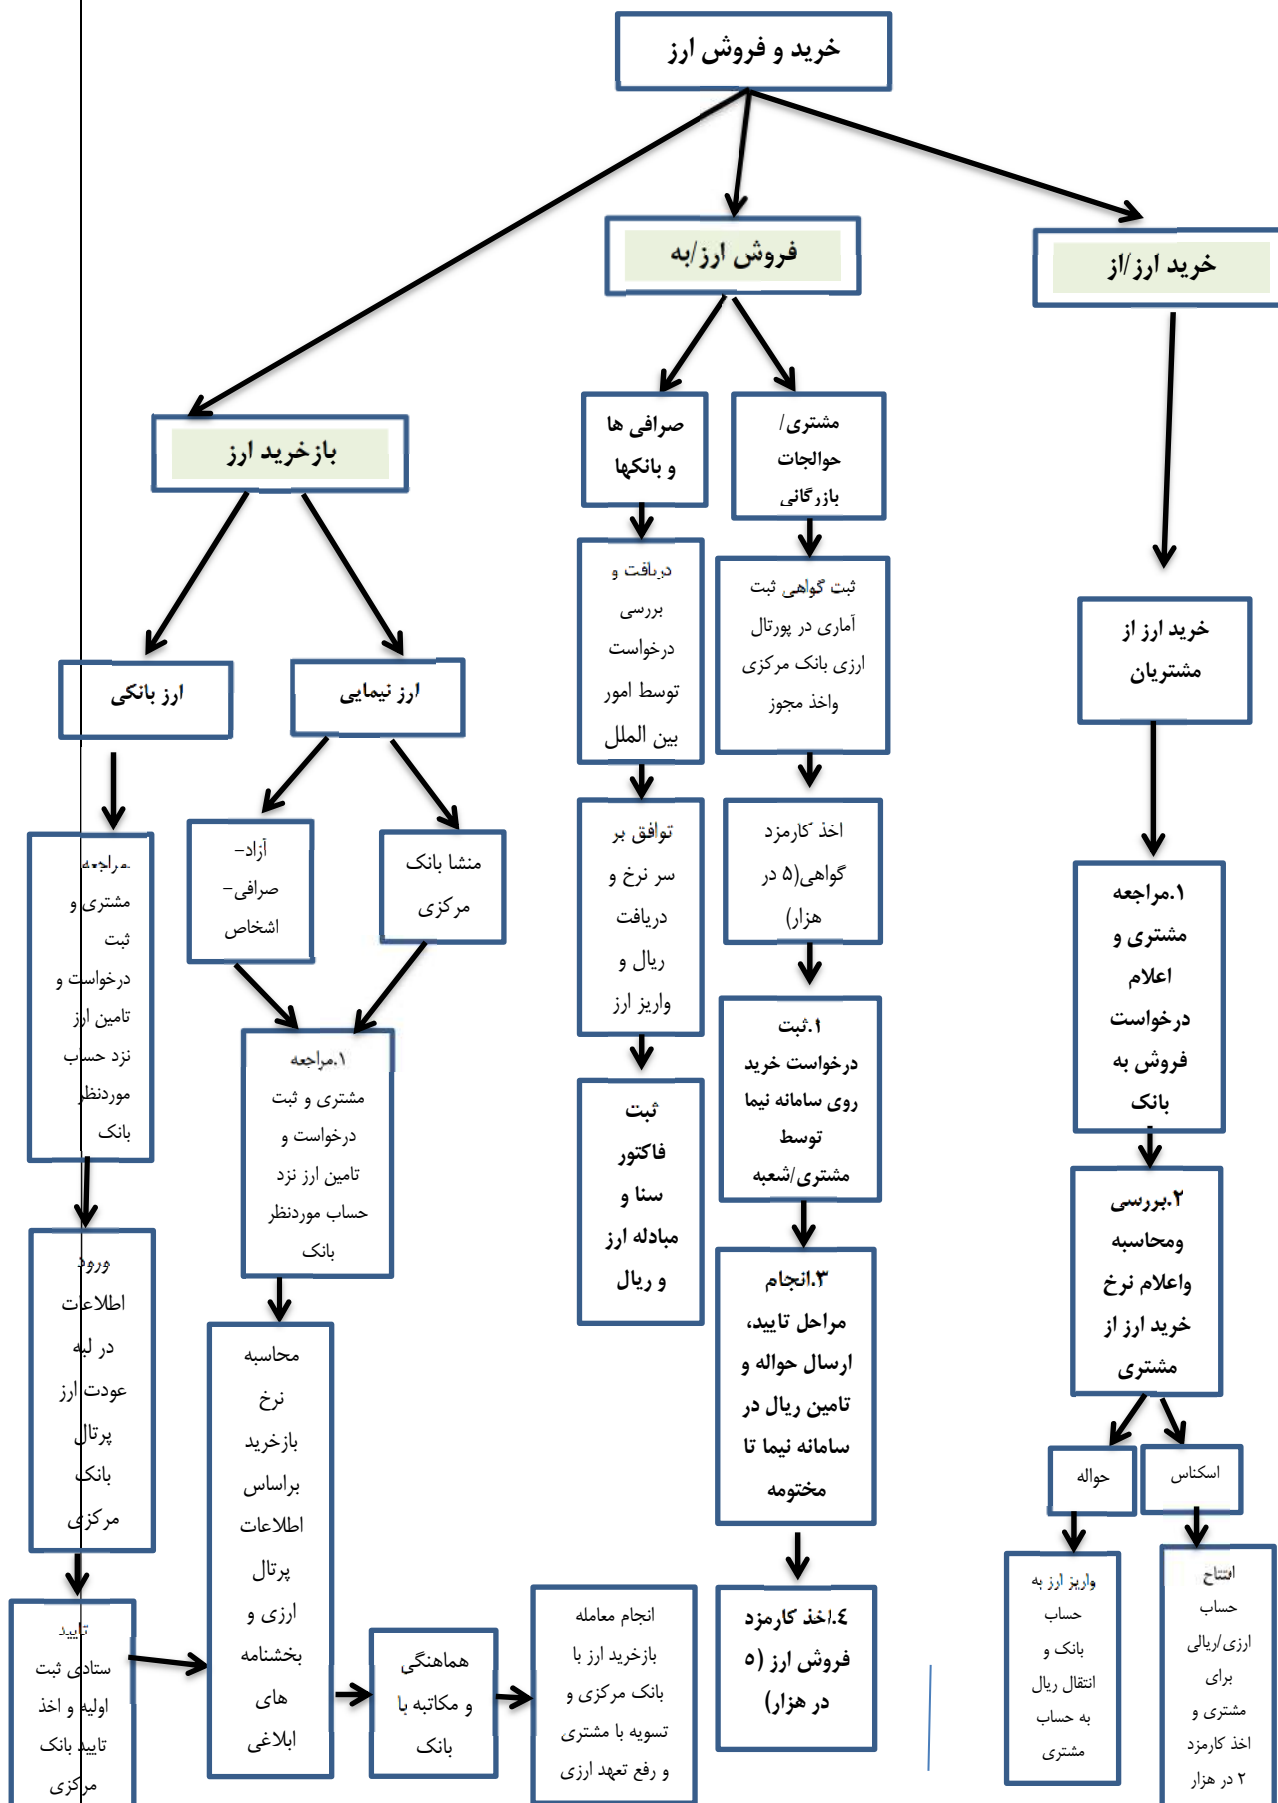 خرید و فروش ارز
خرید ارز/از
فروش ارز/به
بازخرید ارز
خرید ارز از
مشتریان
۱.مراجعه
مشتری و
اعلام
درخواست
فروش به
بانک
۲.بررسی
ومحاسبه
واعلام نرخ
خرید ارز از
مشتری
اسکناس
حواله
افتتاح
حساب
ارزی/ریالی
برای
مشتری و
اخذ کارمزد
۲ در هزار
واریز ارز به
حساب
بانک و
انتقال ریال
به حساب
مشتری
مشتری/
حوالجات
بازرگانی
ثبت گواهی ثبت
آماری در پورتال
ارزی بانک مرکزی
واخذ مجوز
اخذ کارمزد
گواهی(۵ در
هزار)
۱.ثبت
درخواست خرید
روی سامانه نیما
توسط
مشتری/شعبه
۳.انجام
مراحل تایید،
ارسال حواله و
تامین ریال در
سامانه نیما تا
مختومه
۴.اخذ کارمزد
فروش ارز (۵
در هزار)
صرافی ها
و بانکها
دریافت و
بررسی
درخواست
توسط امور
بین الملل
توافق بر
سر نرخ و
دریافت
ریال و
واریز ارز
ثبت
فاکتور
سنا و
مبادله ارز
و ریال
ارز نیمایی
ارز بانکی
منشا بانک
مرکزی
آزاد-
صرافی-
اشخاص
۱.مراجعه
مشتری و ثبت
درخواست و
تامین ارز نزد
حساب موردنظر
بانک
محاسبه
نرخ
بازخرید
براساس
اطلاعات
پرتال
ارزی و
بخشنامه
های
ابلاغی
هماهنگی
و مکاتبه با
بانک
انجام معامله
بازخرید ارز با
بانک مرکزی و
تسویه با مشتری
و رفع تعهد ارزی
.مراجعه
مشتری و
ثبت
درخواست و
تامین ارز
نزد حساب
موردنظر
بانک
ورود
اطلاعات
در لبه
عودت ارز
پرتال
بانک
مرکزی
تایید
ستادی ثبت
اولیه و اخذ
تایید بانک
مرکزی